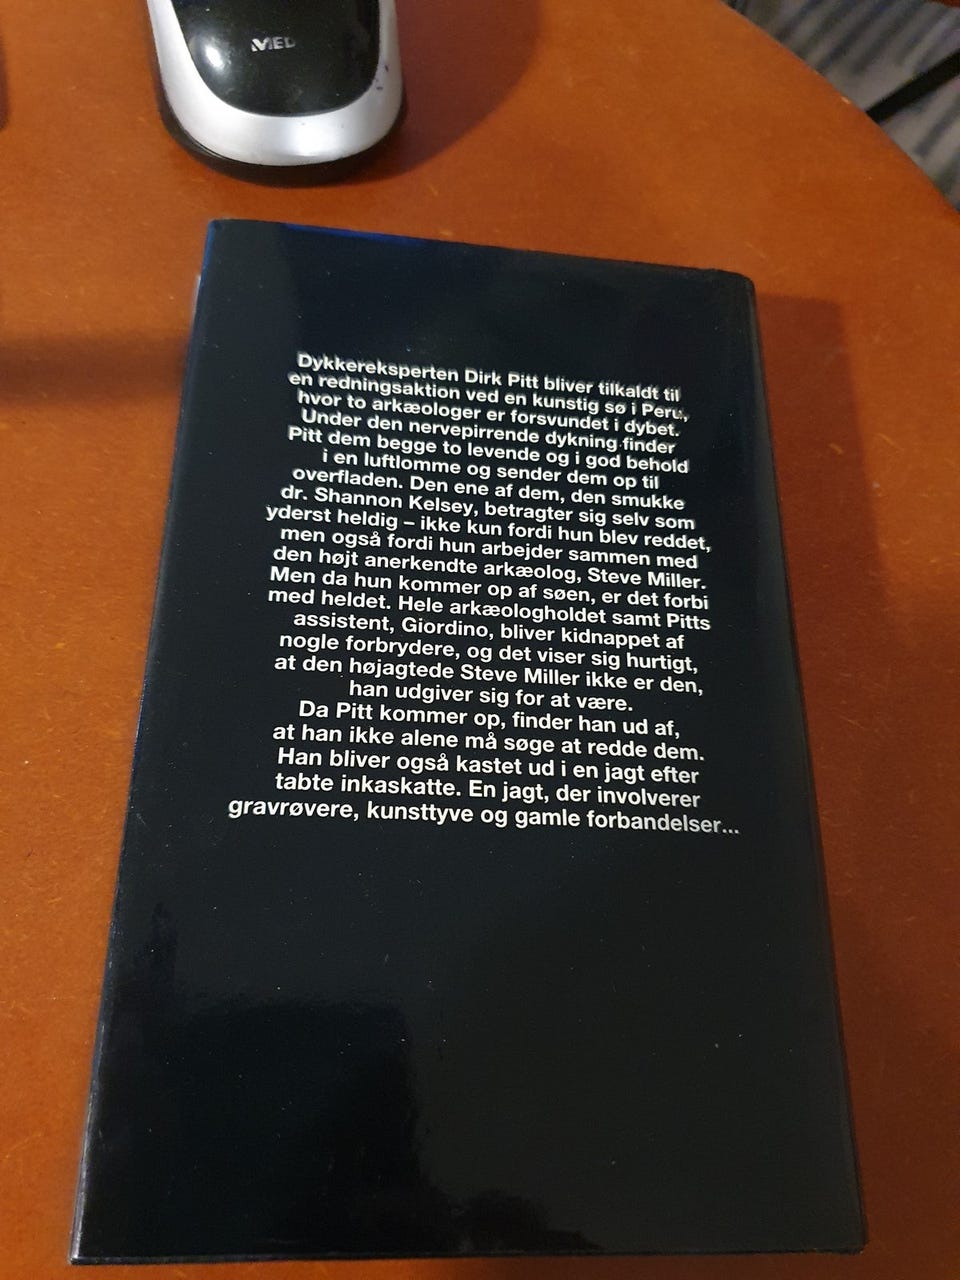 MED
Dykkereksperten Dirk Pitt bliver tilkaldt til
en redningsaktion ved en kunstig sø i Peru,
hvor to arkæologer er forsvundet i dybet.
Under den nervepirrende dykning finder
Pitt dem begge to levende og i god behold
i en luftlomme og sender dem op til
overfladen. Den ene af dem, den smukke
dr. Shannon Kelsey, betragter sig selv som
yderst heldig – ikke kun fordi hun blev reddet,
men også fordi hun arbejder sammen med
den højt anerkendte arkæolog, Steve Miller.
Men da hun kommer op af søen, er det forbi
med heldet. Hele arkæologholdet samt Pitts
assistent, Giordino, bliver kidnappet af
nogle forbrydere, og det viser sig hurtigt,
at den højagtede Steve Miller ikke er den,
han udgiver sig for at være.
Da Pitt kommer op, finder han ud af,
at han ikke alene må søge at redde dem.
Han bliver også kastet ud i en jagt efter
tabte inkaskatte. En jagt, der involverer
gravrøvere, kunsttyve og gamle forbandelser...